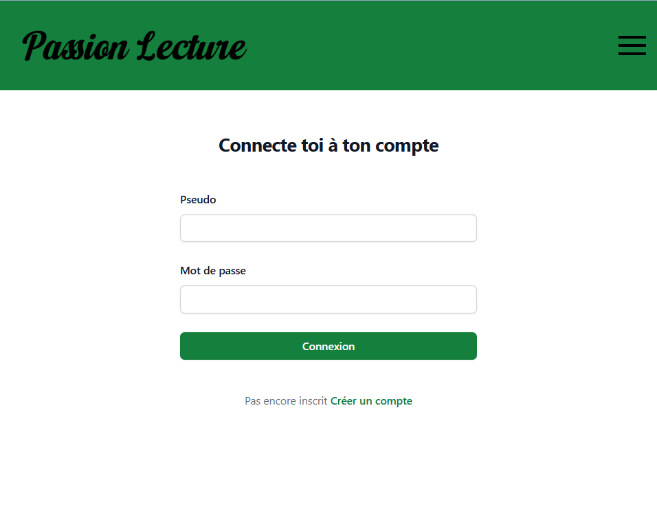 Passion Lecture
Connecte toi à ton compte
Pseudo
Mot de passe
Connexion
Pas encore inscrit Créer un compte